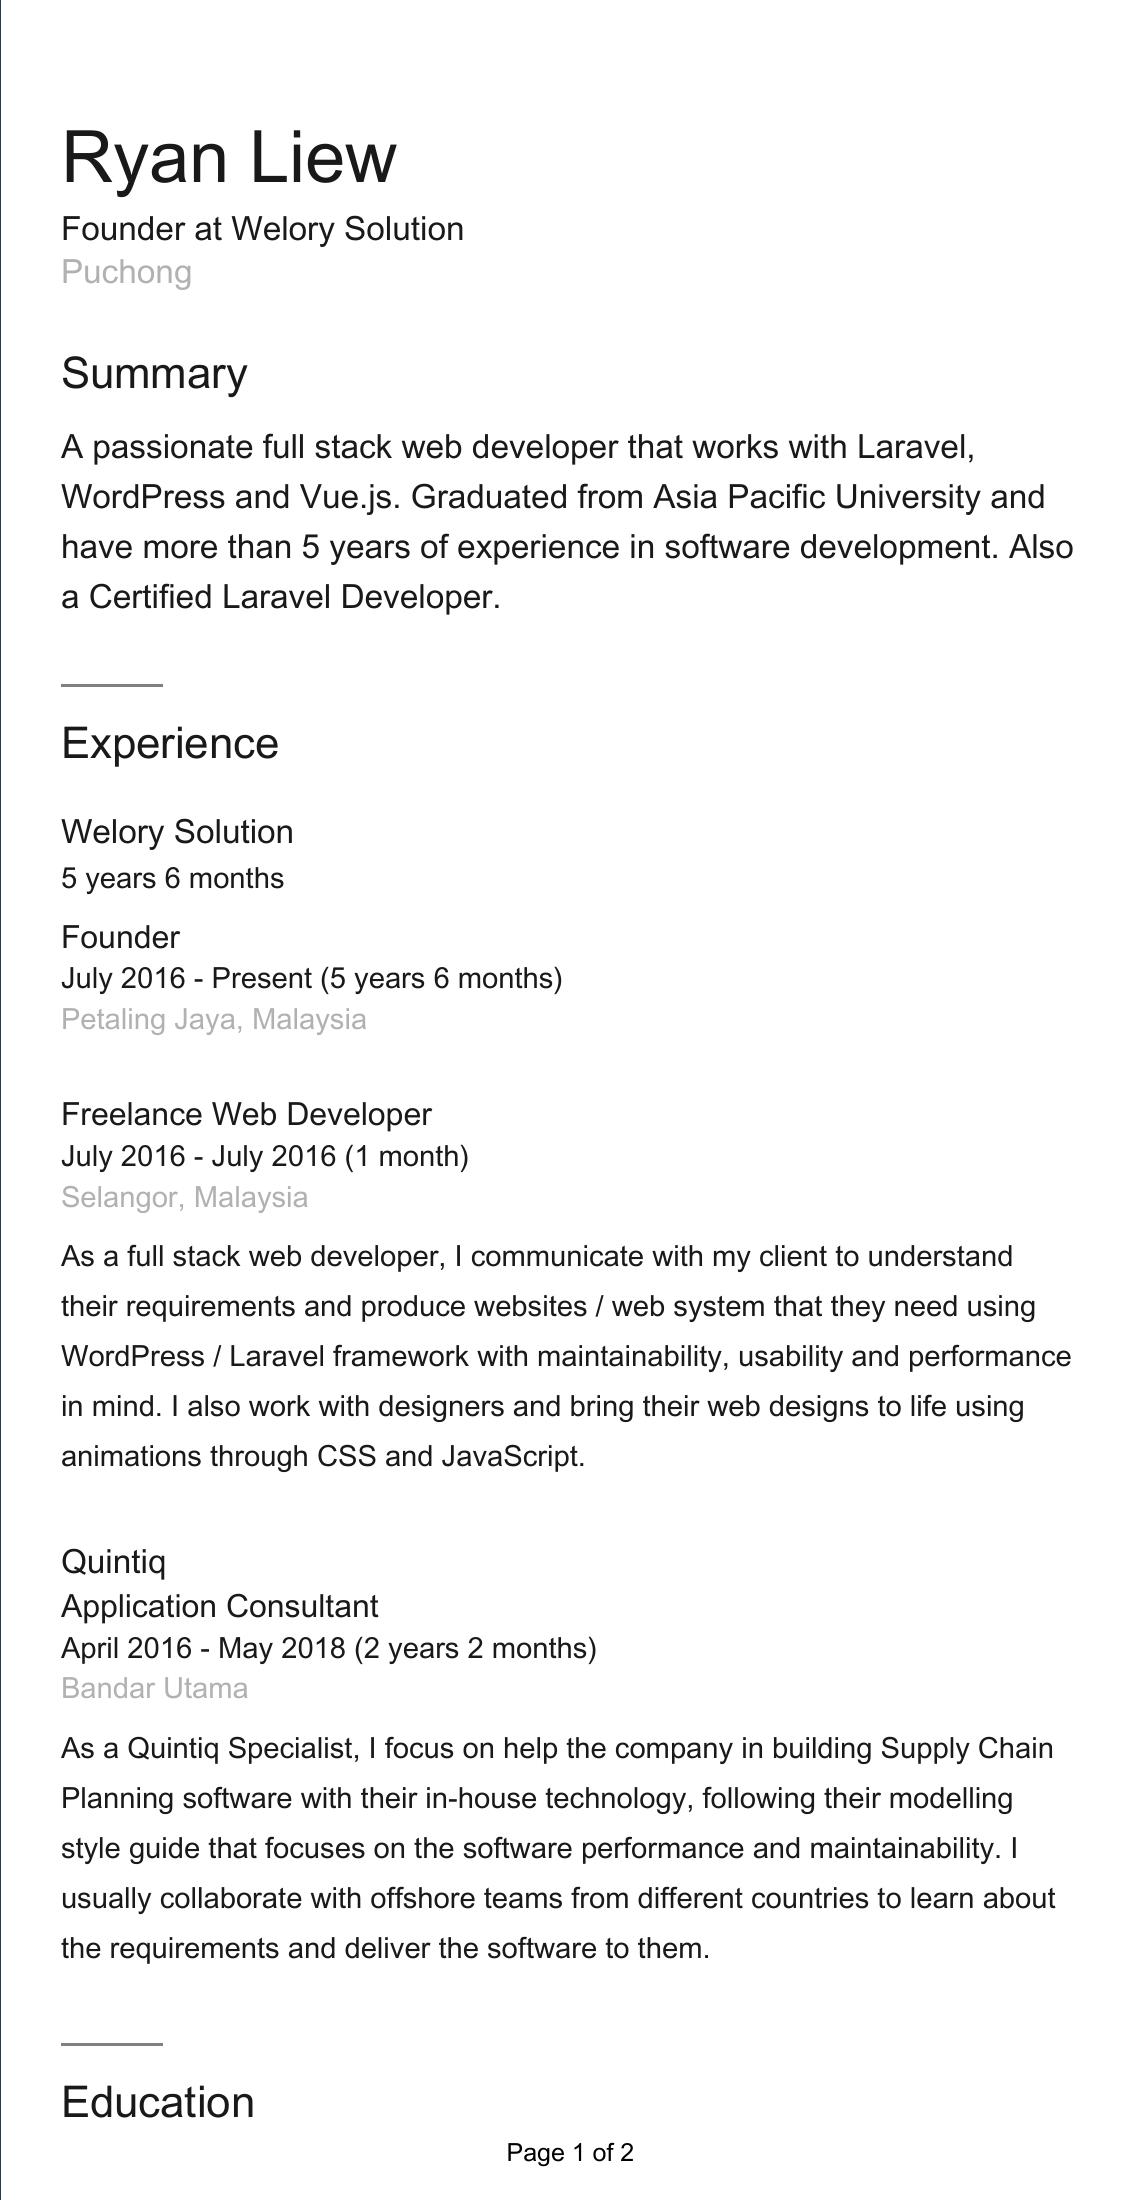 Ryan Liew
Founder at Welory Solution
Puchong
Summary
A passionate full stack web developer that works with Laravel,
WordPress and Vue.js. Graduated from Asia Pacific University and
have more than 5 years of experience in software development. Also
a Certified Laravel Developer.
Experience
Welory Solution
5 years 6 months
Founder
July 2016 - Present (5 years 6 months)
Petaling Jaya, Malaysia
Freelance Web Developer
July 2016 - July 2016 (1 month)
Selangor, Malaysia
As a full stack web developer, I communicate with my client to understand
their requirements and produce websites / web system that they need using
WordPress / Laravel framework with maintainability, usability and performance
in mind. I also work with designers and bring their web designs to life using
animations through CSS and JavaScript.
Quintiq
Application Consultant
April 2016 - May 2018 (2 years 2 months)
Bandar Utama
As a Quintiq Specialist, I focus on help the company in building Supply Chain
Planning software with their in-house technology, following their modelling
style guide that focuses on the software performance and maintainability. I
usually collaborate with offshore teams from different countries to learn about
the requirements and deliver the software to them.
Education
Page 1 of 2